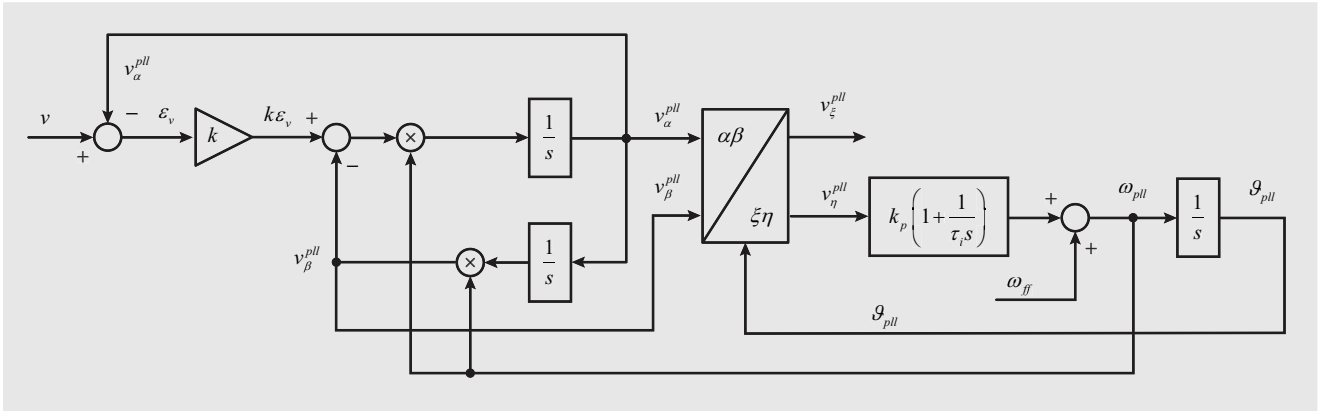 v_α^pll
v
+
−
ε_v
k
kε_v
+
−
×
1/s
v_α^pll
v_β^pll
αβ
ξη
v_ξ^pll
v_η^pll
k_p(1+1/(τ_i s))
+
+
ω_ff
ω_pll
1/s
ϑ_pll
v_β^pll
×
1/s
ϑ_pll